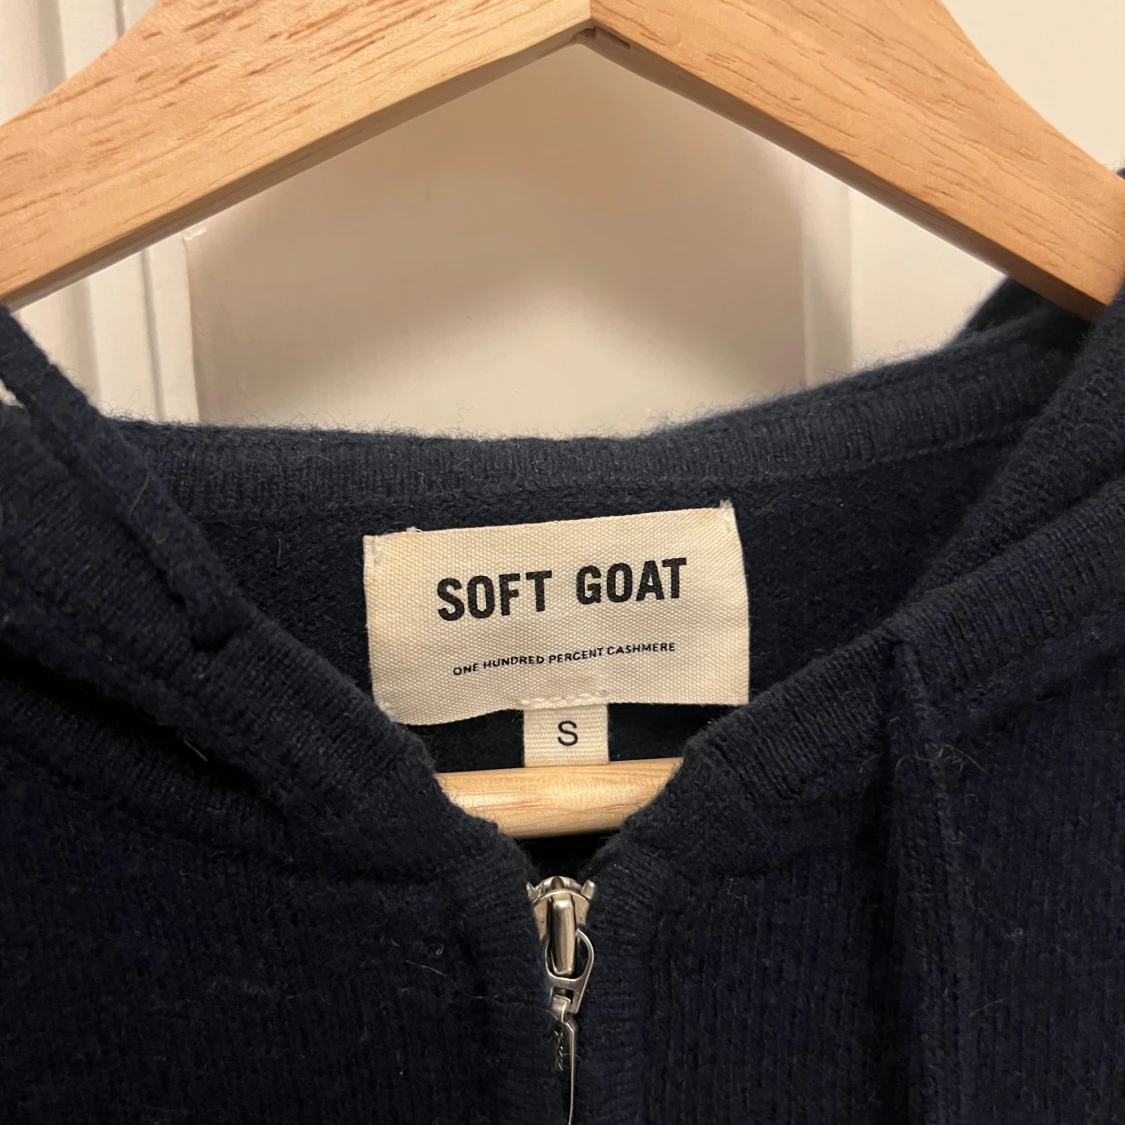 SOFT GOAT
ONE HUNDRED PERCENT CASHMERE
S